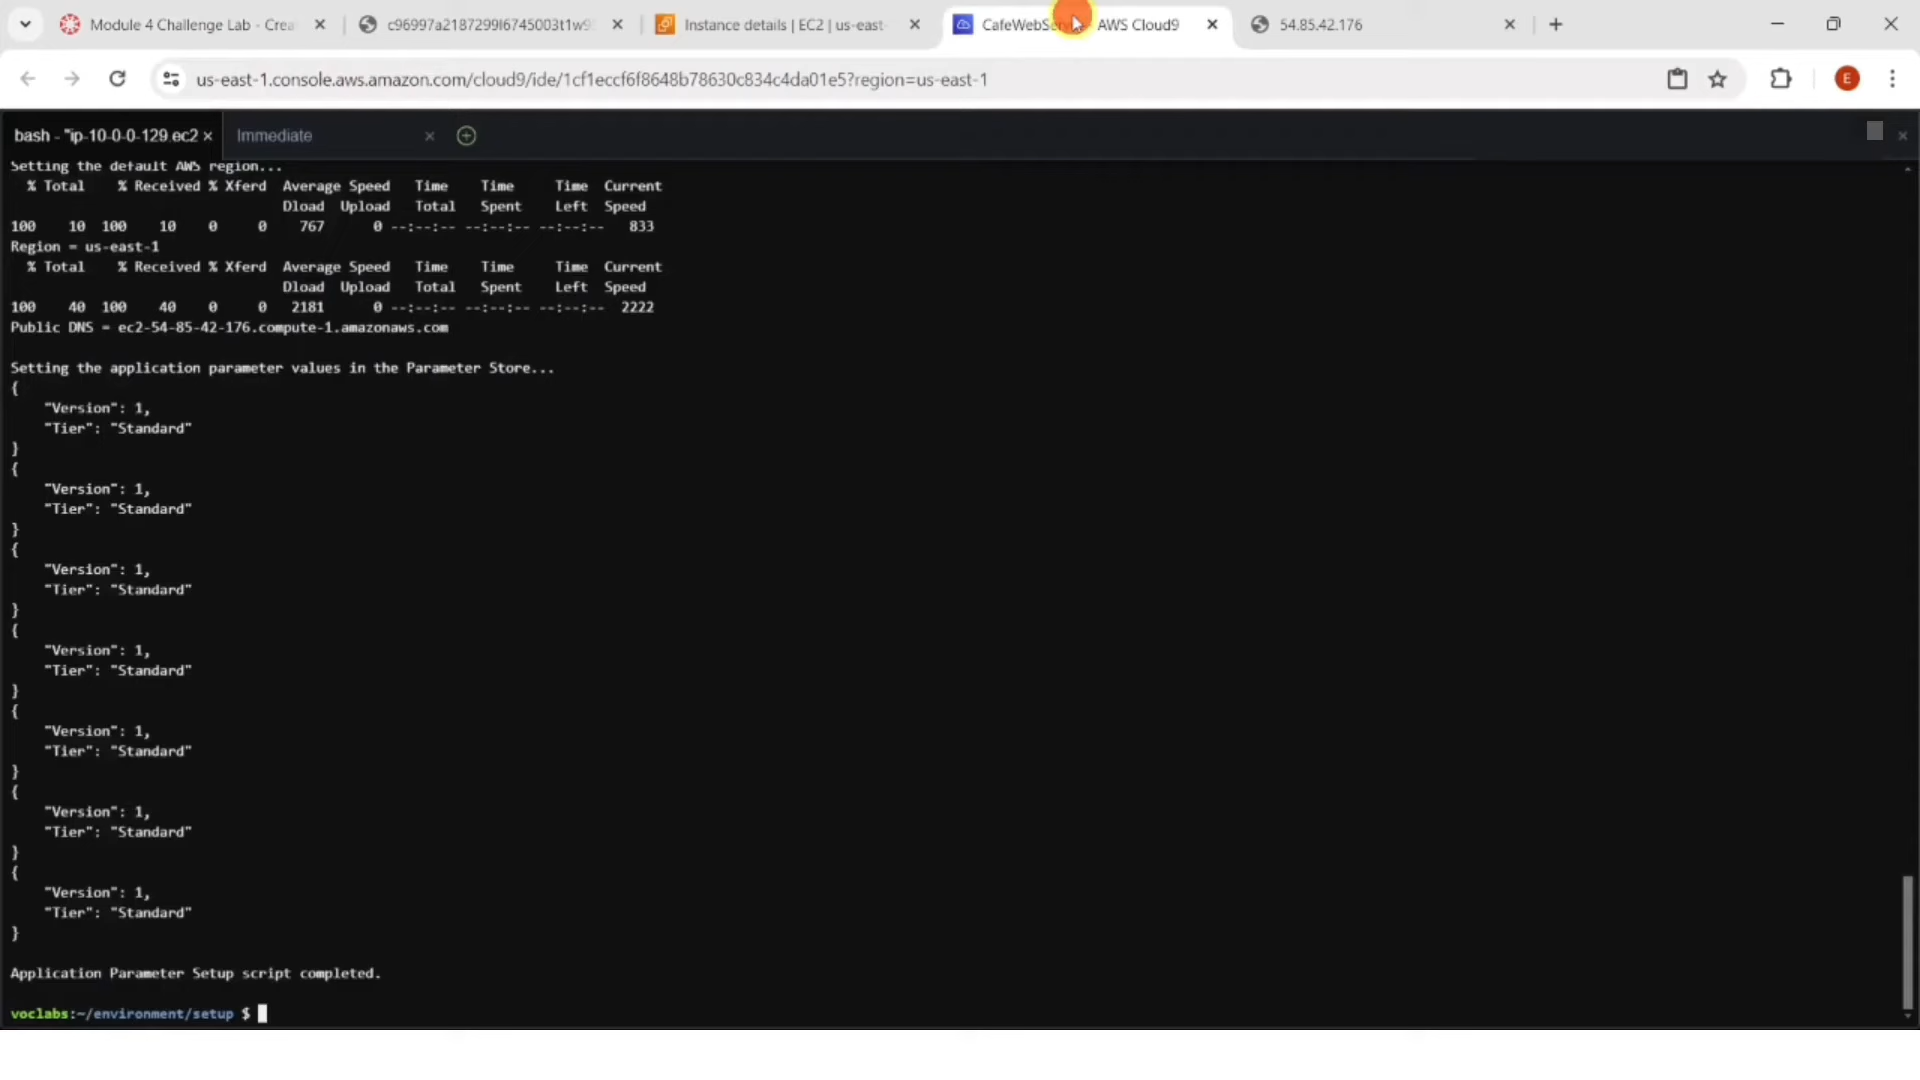 Module 4 Challenge Lab - Crea
c96997a2187299l6745003t1w9
Instance details | EC2 | us-east
CafeWebSe AWS Cloud9
54.85.42.176
us-east-1.console.aws.amazon.com/cloud9/ide/1cf1eccf6f8648b78630c834c4da01e5?region=us-east-1
E
bash - "ip-10-0-0-129.ec2
Immediate
Setting the default AWS region...
% Total % Received % Xferd Average Speed Time Time Time Current
Dload Upload Total Spent Left Speed
100 10 100 10 0 0 767 0 --:--:-- --:--:-- --:--:-- 833
Region = us-east-1
% Total % Received % Xferd Average Speed Time Time Time Current
Dload Upload Total Spent Left Speed
100 40 100 40 0 0 2181 0 --:--:-- --:--:-- --:--:-- 2222
Public DNS = ec2-54-85-42-176.compute-1.amazonaws.com
Setting the application parameter values in the Parameter Store...
{
"Version": 1,
"Tier": "Standard"
}
{
"Version": 1,
"Tier": "Standard"
}
{
"Version": 1,
"Tier": "Standard"
}
{
"Version": 1,
"Tier": "Standard"
}
{
"Version": 1,
"Tier": "Standard"
}
{
"Version": 1,
"Tier": "Standard"
}
{
"Version": 1,
"Tier": "Standard"
}
Application Parameter Setup script completed.
voclabs:~/environment/setup $